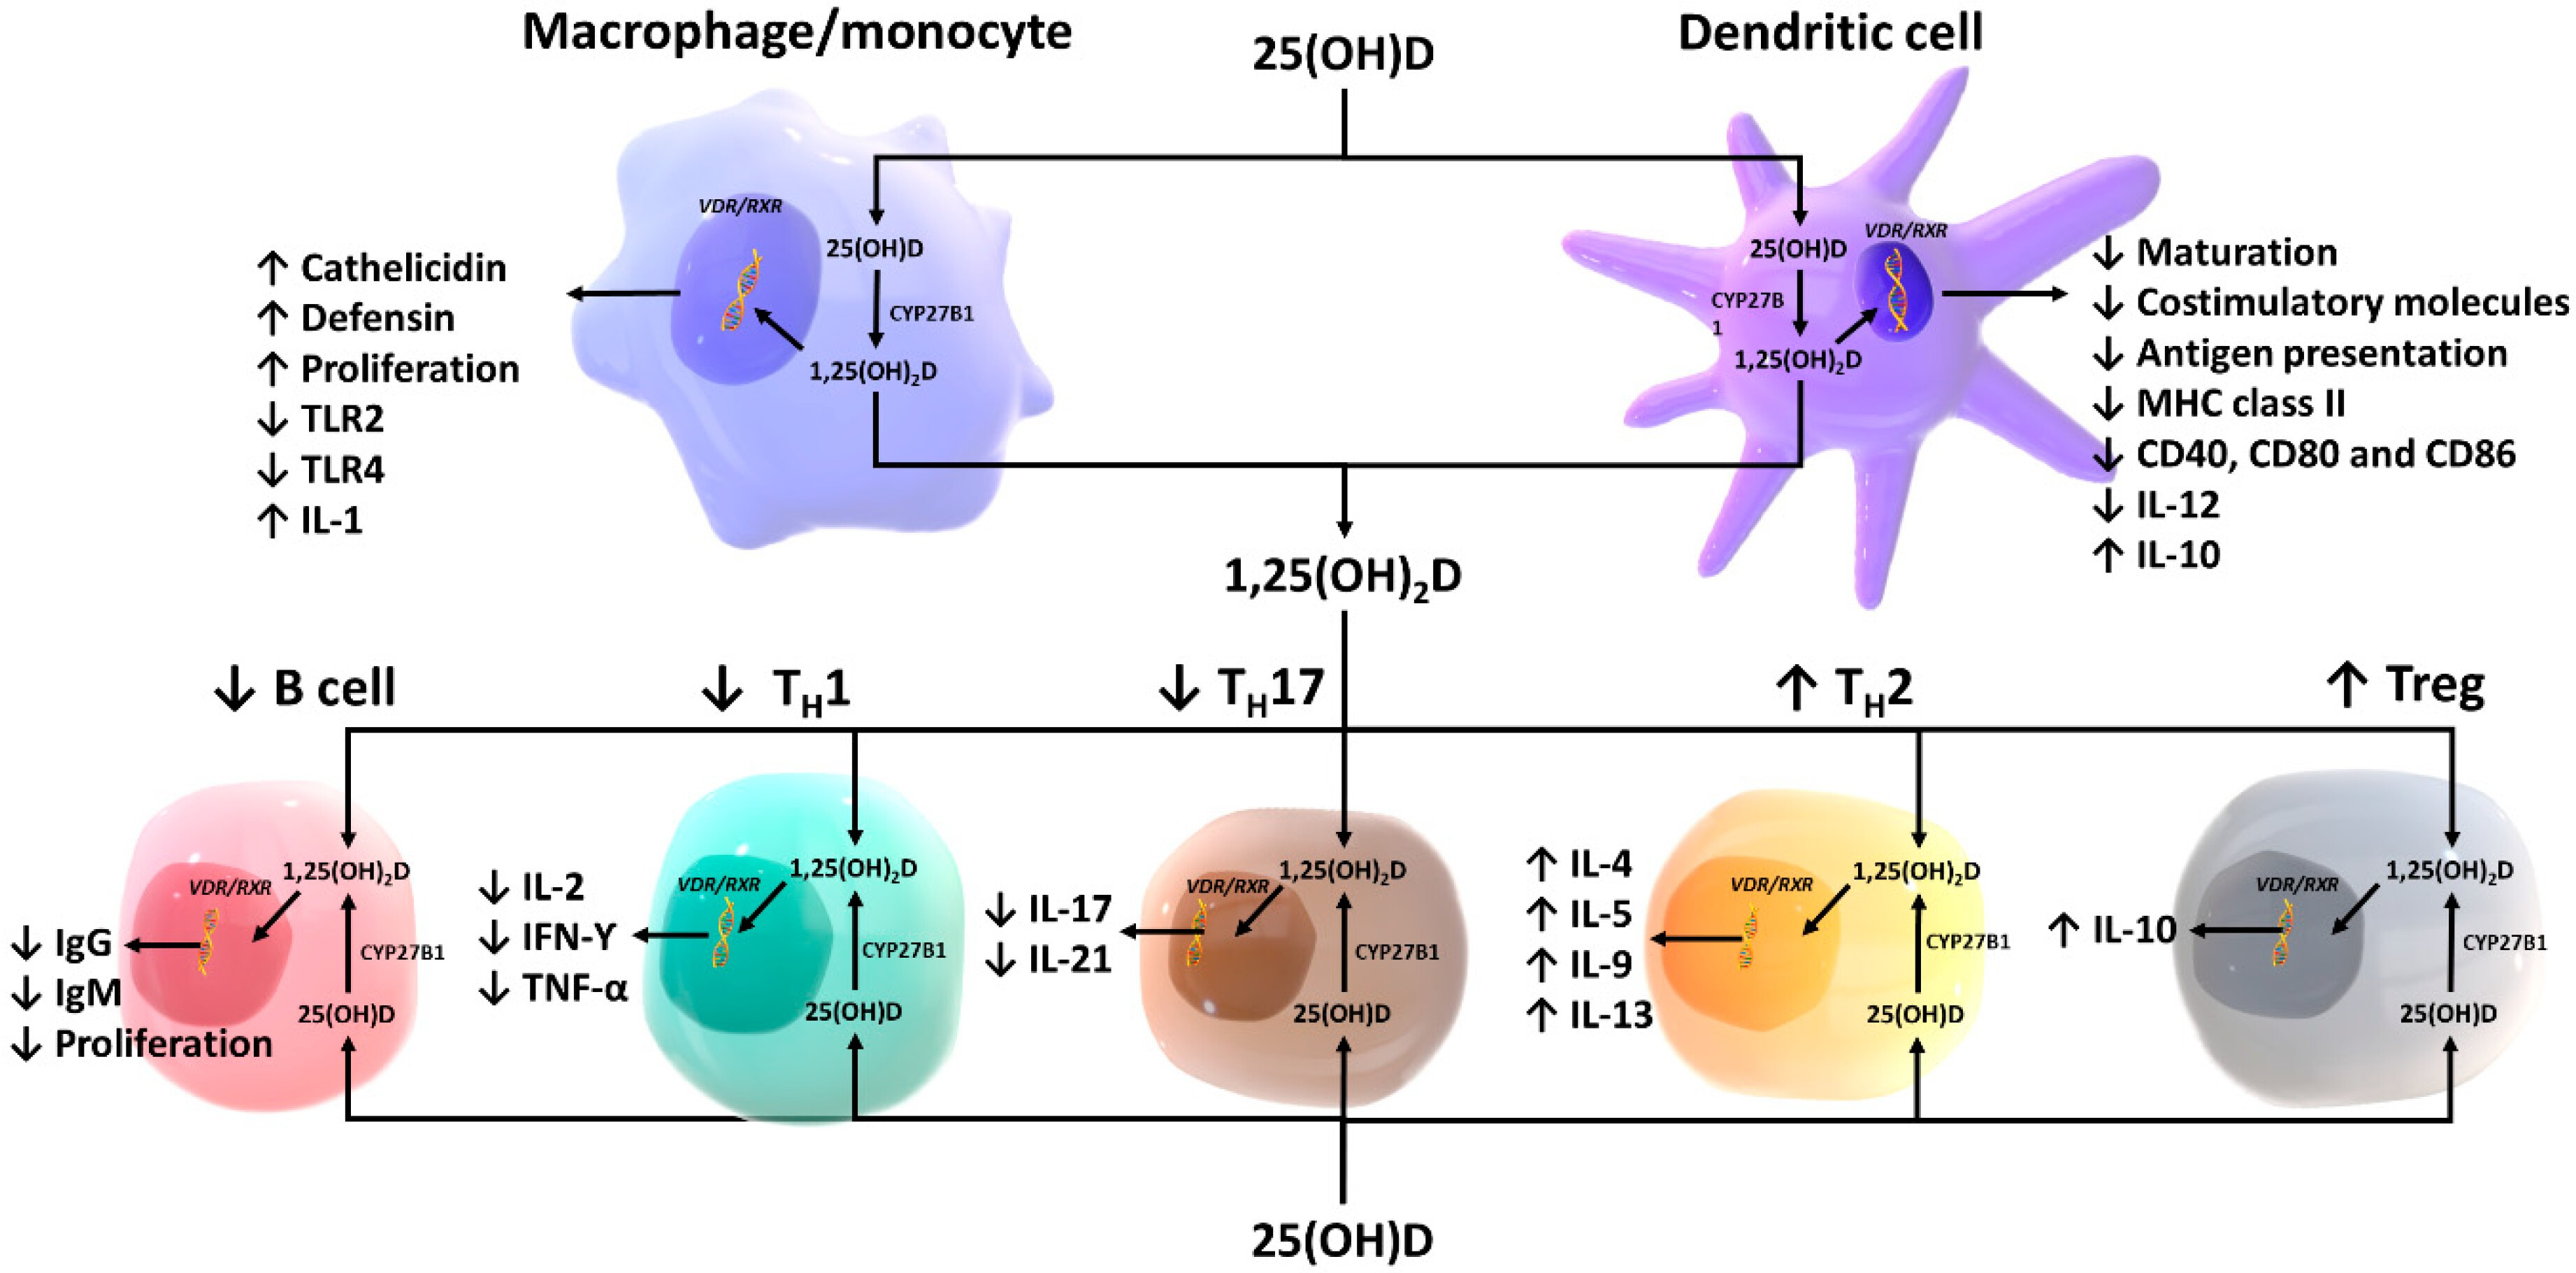 Macrophage/monocyte
25(OH)D
Dendritic cell
VDR/RXR
25(OH)D
CYP27B1
1,25(OH)₂D
↑ Cathelicidin
↑ Defensin
↑ Proliferation
↓ TLR2
↓ TLR4
↑ IL-1
25(OH)D
VDR/RXR
CYP27B
1
1,25(OH)₂D
↓ Maturation
↓ Costimulatory molecules
↓ Antigen presentation
↓ MHC class II
↓ CD40, CD80 and CD86
↓ IL-12
↑ IL-10
1,25(OH)₂D
↓ B cell
↓ TH1
↓ TH17
↑ TH2
↑ Treg
1,25(OH)₂D
VDR/RXR
CYP27B1
25(OH)D
↓ IgG
↓ IgM
↓ Proliferation
1,25(OH)₂D
VDR/RXR
CYP27B1
25(OH)D
↓ IL-2
↓ IFN-Y
↓ TNF-α
1,25(OH)₂D
VDR/RXR
CYP27B1
25(OH)D
↓ IL-17
↓ IL-21
1,25(OH)₂D
VDR/RXR
CYP27B1
25(OH)D
↑ IL-4
↑ IL-5
↑ IL-9
↑ IL-13
1,25(OH)₂D
VDR/RXR
CYP27B1
25(OH)D
↑ IL-10
25(OH)D